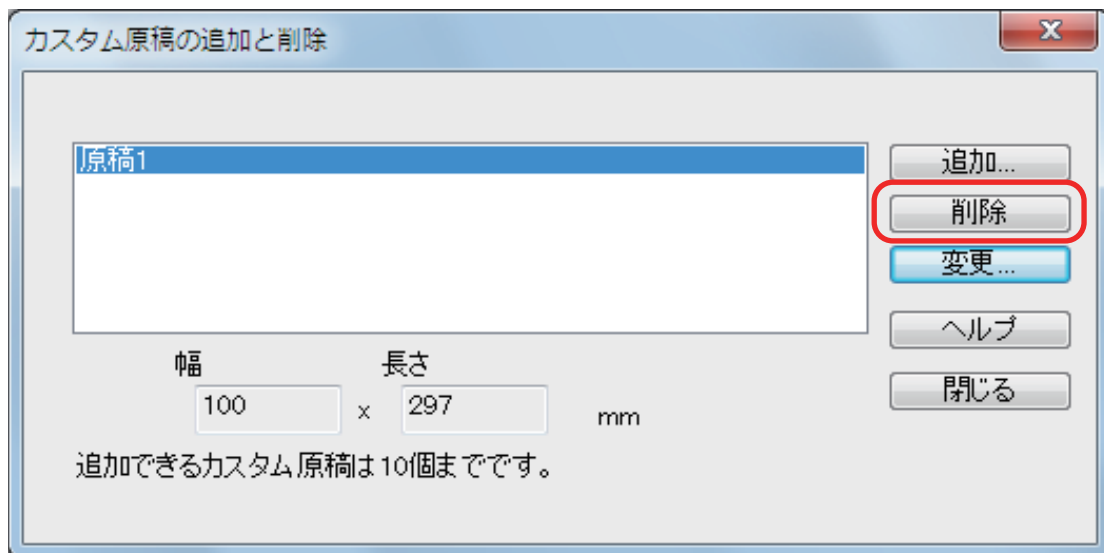 カスタム原稿の追加と削除
原稿1
追加...
削除
変更...
ヘルプ
閉じる
幅 長さ
100 x 297 mm
追加できるカスタム原稿は10個までです。